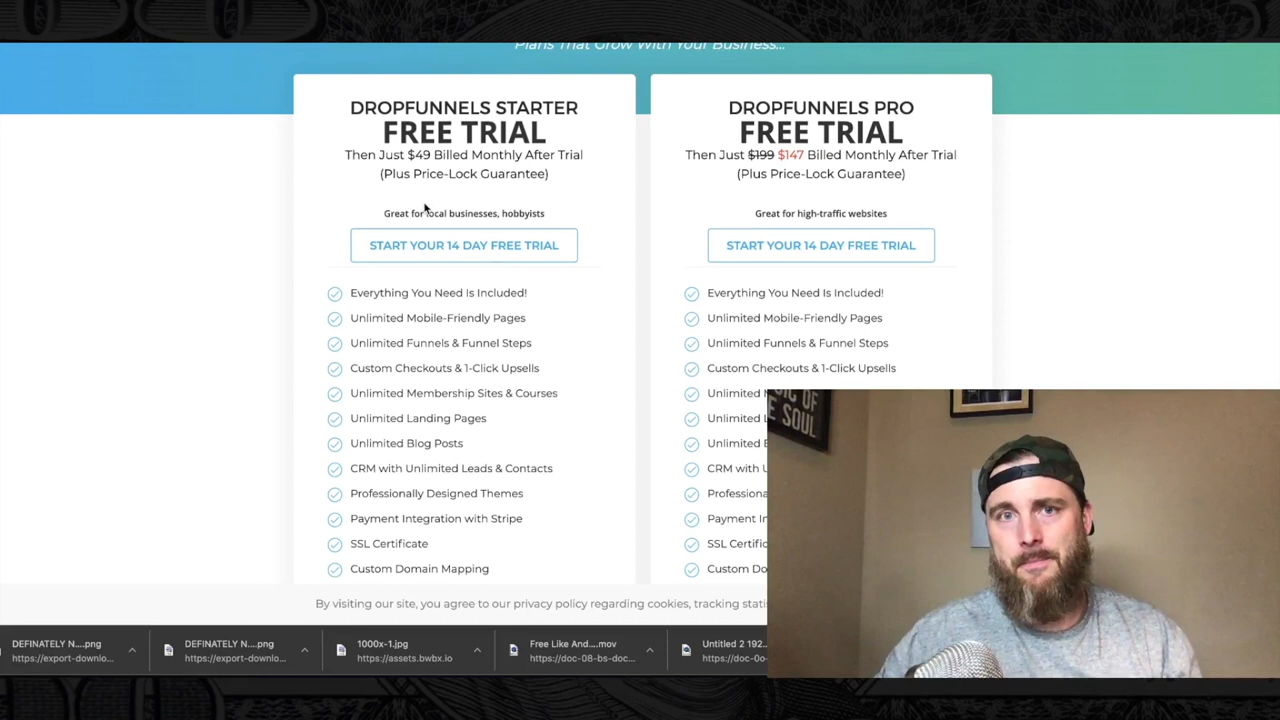 Plans That Grow With Your Business...
DROPFUNNELS STARTER
FREE TRIAL
Then Just $49 Billed Monthly After Trial
(Plus Price-Lock Guarantee)
Great for local businesses, hobbyists
START YOUR 14 DAY FREE TRIAL
Everything You Need Is Included!
Unlimited Mobile-Friendly Pages
Unlimited Funnels & Funnel Steps
Custom Checkouts & 1-Click Upsells
Unlimited Membership Sites & Courses
Unlimited Landing Pages
Unlimited Blog Posts
CRM with Unlimited Leads & Contacts
Professionally Designed Themes
Payment Integration with Stripe
SSL Certificate
Custom Domain Mapping
DROPFUNNELS PRO
FREE TRIAL
Then Just $199 $147 Billed Monthly After Trial
(Plus Price-Lock Guarantee)
Great for high-traffic websites
START YOUR 14 DAY FREE TRIAL
Everything You Need Is Included!
Unlimited Mobile-Friendly Pages
Unlimited Funnels & Funnel Steps
Custom Checkouts & 1-Click Upsells
Unlimited
Unlimited
Unlimited
CRM with
Payment
SSL
Custom
OF
SOUL
By visiting our site, you agree to our privacy policy regarding cookies, tracking
DEFINATELY N....png
https://export-downlo...
DEFINATELY N....png
https://export-downlo...
1000x-1.jpg
https://assets.bwbx.io
Free Like And....mov
https://doc-08-bs-doc...
Untitled 2 192..
https://doc-0o-